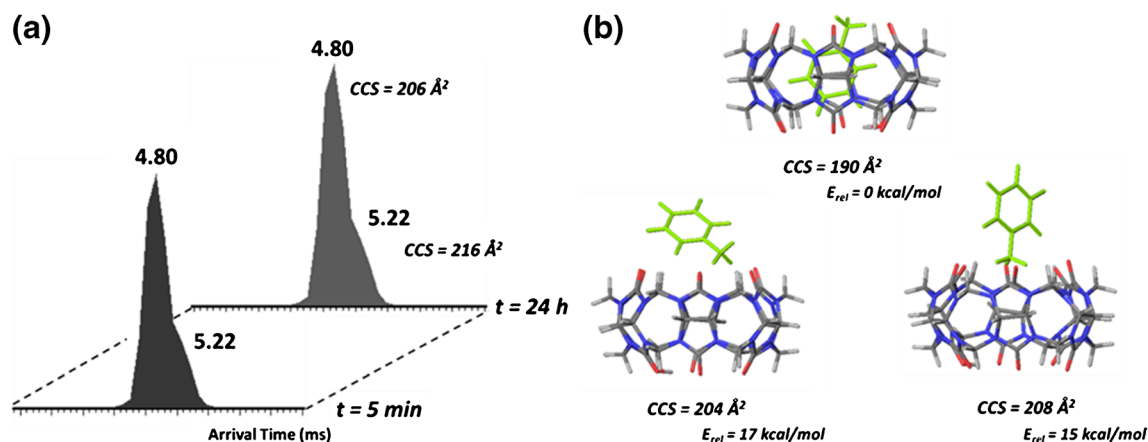 (a)
4.80
CCS = 206 Å²
5.22
CCS = 216 Å²
t = 24 h
4.80
5.22
t = 5 min
Arrival Time (ms)
(b)
CCS = 190 Å²
E_rel = 0 kcal/mol
CCS = 204 Å²
E_rel = 17 kcal/mol
CCS = 208 Å²
E_rel = 15 kcal/mol